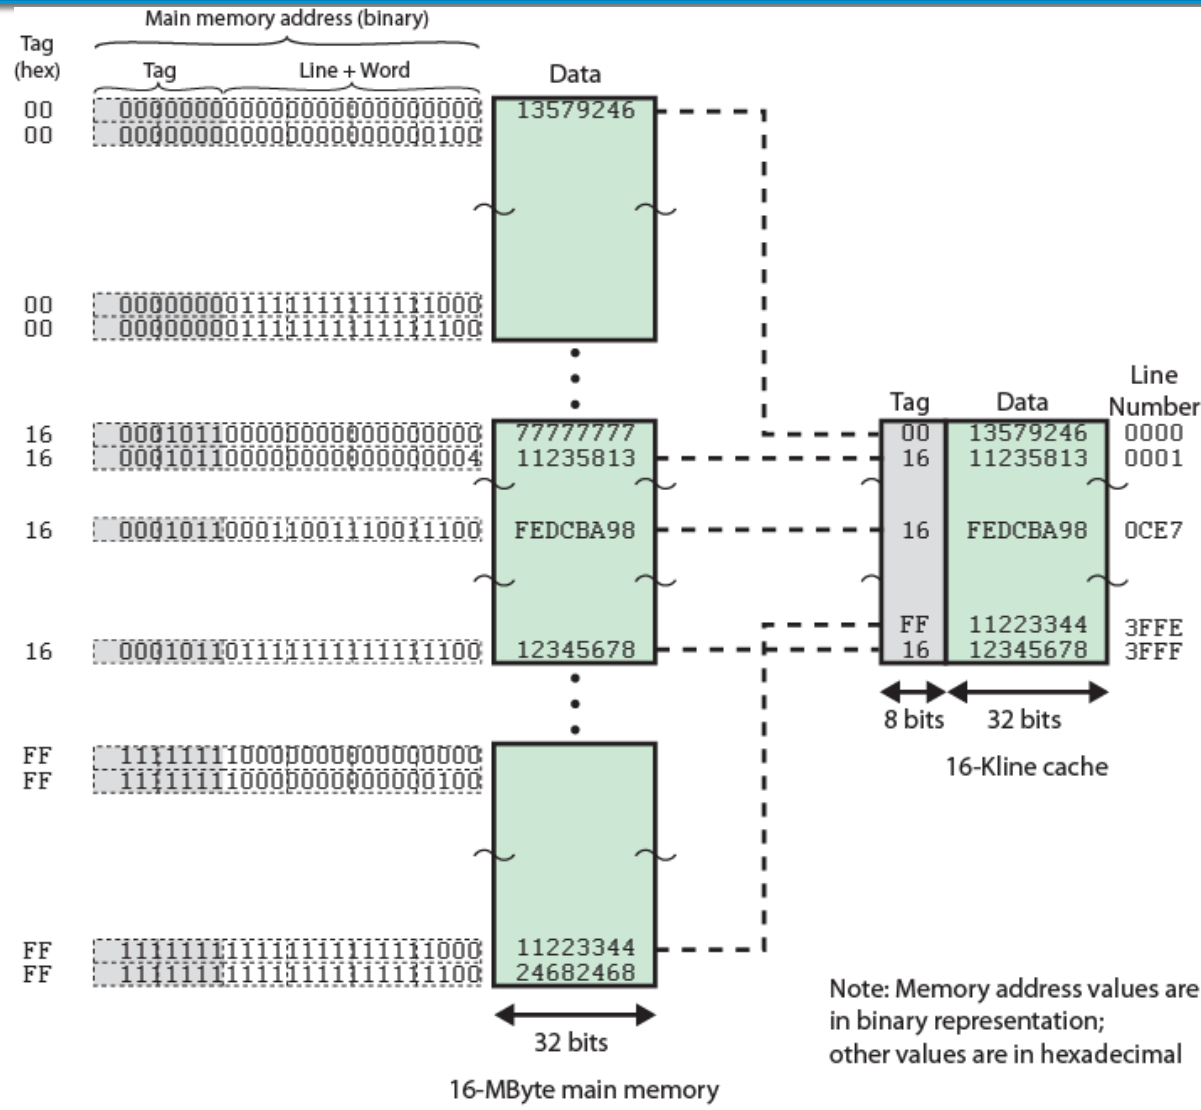 Main memory address (binary)
Tag
(hex)
Tag
Line + Word
Data
00 000000000000000000000000 13579246
00 000000000000000000000100
00 000000001111111111111000
00 000000001111111111111100
Line
Tag Data Number
16 000101100000000000000000 77777777 00 13579246 0000
16 000101100000000000000004 11235813 16 11235813 0001
16 000101100011001110011100 FEDCBA98 16 FEDCBA98 0CE7
FF 11223344 3FFE
16 000101101111111111111100 12345678 16 12345678 3FFF
8 bits 32 bits
16-Kline cache
FF 111111110000000000000000
FF 111111110000000000000100
FF 111111111111111111111000 11223344
FF 111111111111111111111100 24682468
32 bits
16-MByte main memory
Note: Memory address values are
in binary representation;
other values are in hexadecimal